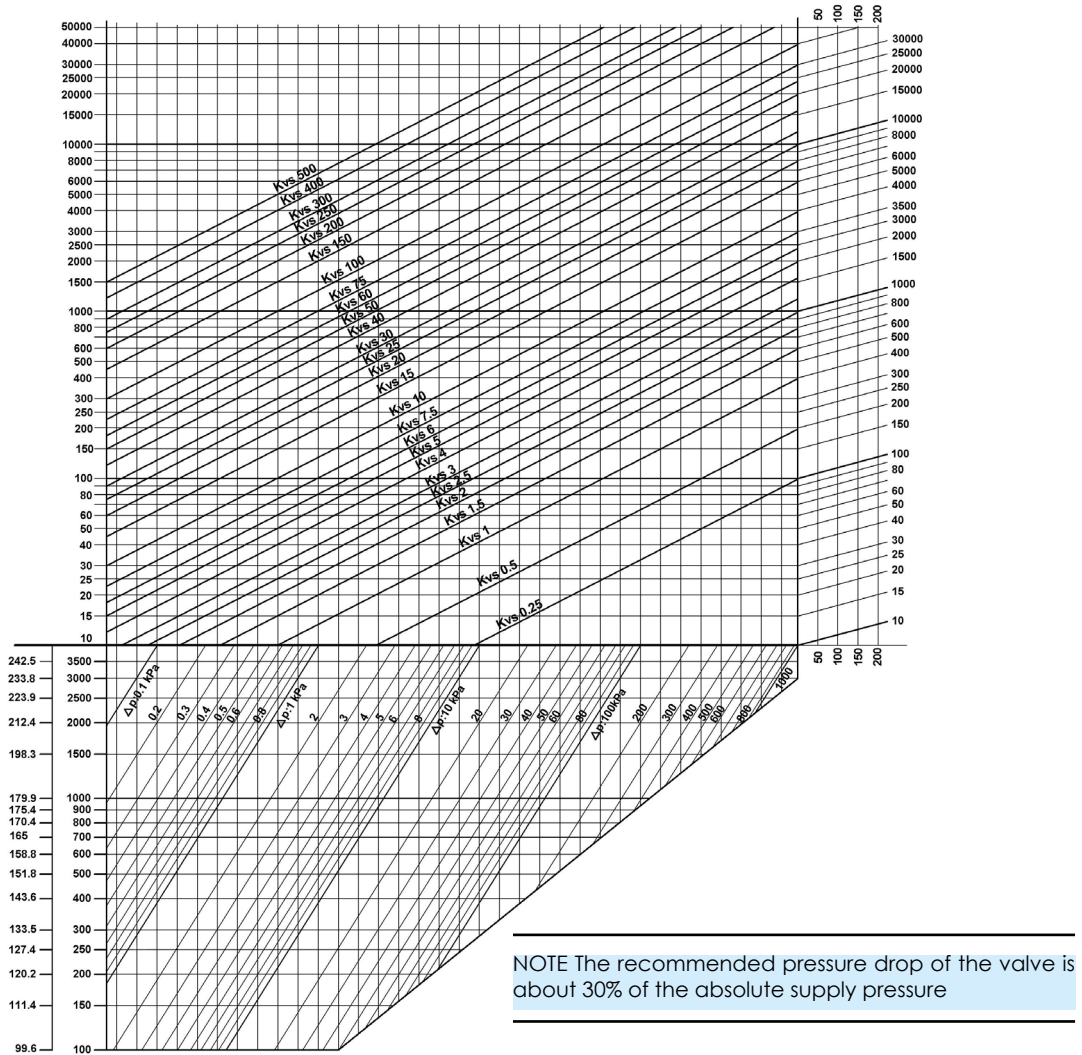 50 100 150 200
50000
40000
30000
25000
20000
15000
10000
8000
6000
5000
4000
3000
2500
2000
1500
1000
800
600
500
400
300
250
200
150
100
80
60
50
40
30
25
20
15
10
Kvs 500
Kvs 400
Kvs 300
Kvs 250
Kvs 200
Kvs 150
Kvs 100
Kvs 75
Kvs 60
Kvs 50
Kvs 40
Kvs 30
Kvs 25
Kvs 20
Kvs 15
Kvs 10
Kvs 7.5
Kvs 6
Kvs 5
Kvs 4
Kvs 3
Kvs 2.5
Kvs 2
Kvs 1.5
Kvs 1
Kvs 0.5
Kvs 0.25
30000
25000
20000
15000
10000
8000
6000
5000
4000
3500
3000
2000
1500
1000
800
600
500
400
300
250
200
150
100
80
60
50
40
30
25
20
15
10
50 100 150 200
242.5 3500
233.8 3000
223.9 2500
212.4 2000
198.3 1500
179.9 1000
175.4 900
170.4 800
165 700
158.8 600
151.8 500
143.6 400
133.5 300
127.4 250
120.2 200
111.4 150
99.6 100
Δp:0.1 kPa 0.2 0.3 0.4 0.5 0.6 0.8 Δp:1 kPa 2 3 4 5 6 8 Δp:10 kPa 20 30 40 50 60 80 Δp:100kPa 200 300 400 500 600 800 1000
NOTE The recommended pressure drop of the valve is
about 30% of the absolute supply pressure